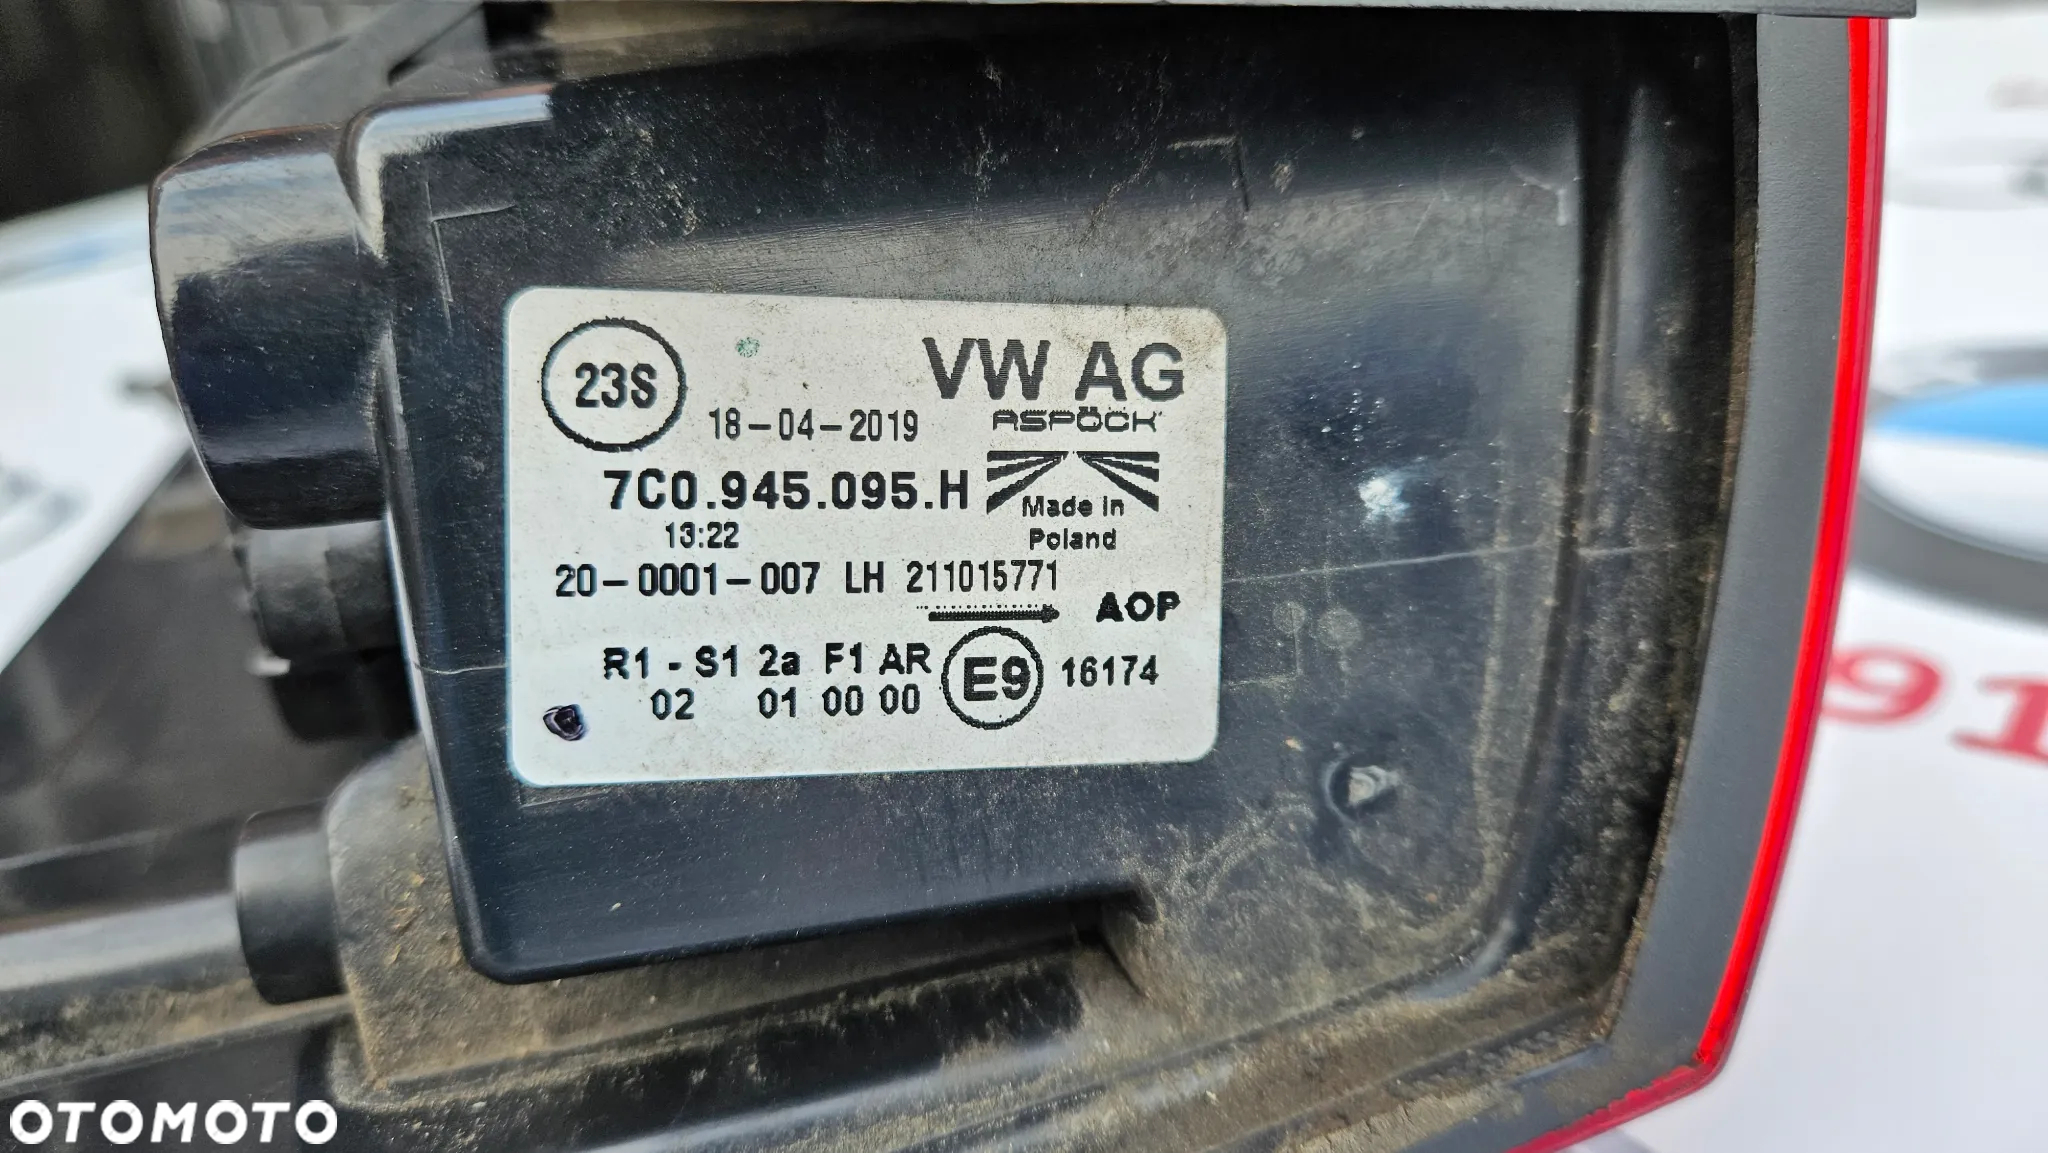 23S
VW AG
18-04-2019
ASPÖCK
7C0.945.095.H
Made in
13:22
Poland
20-0001-007 LH 211015771
AOP
R1 - S1 2a F1 AR
E9
16174
02 01 00 00
91
OTOMOTO